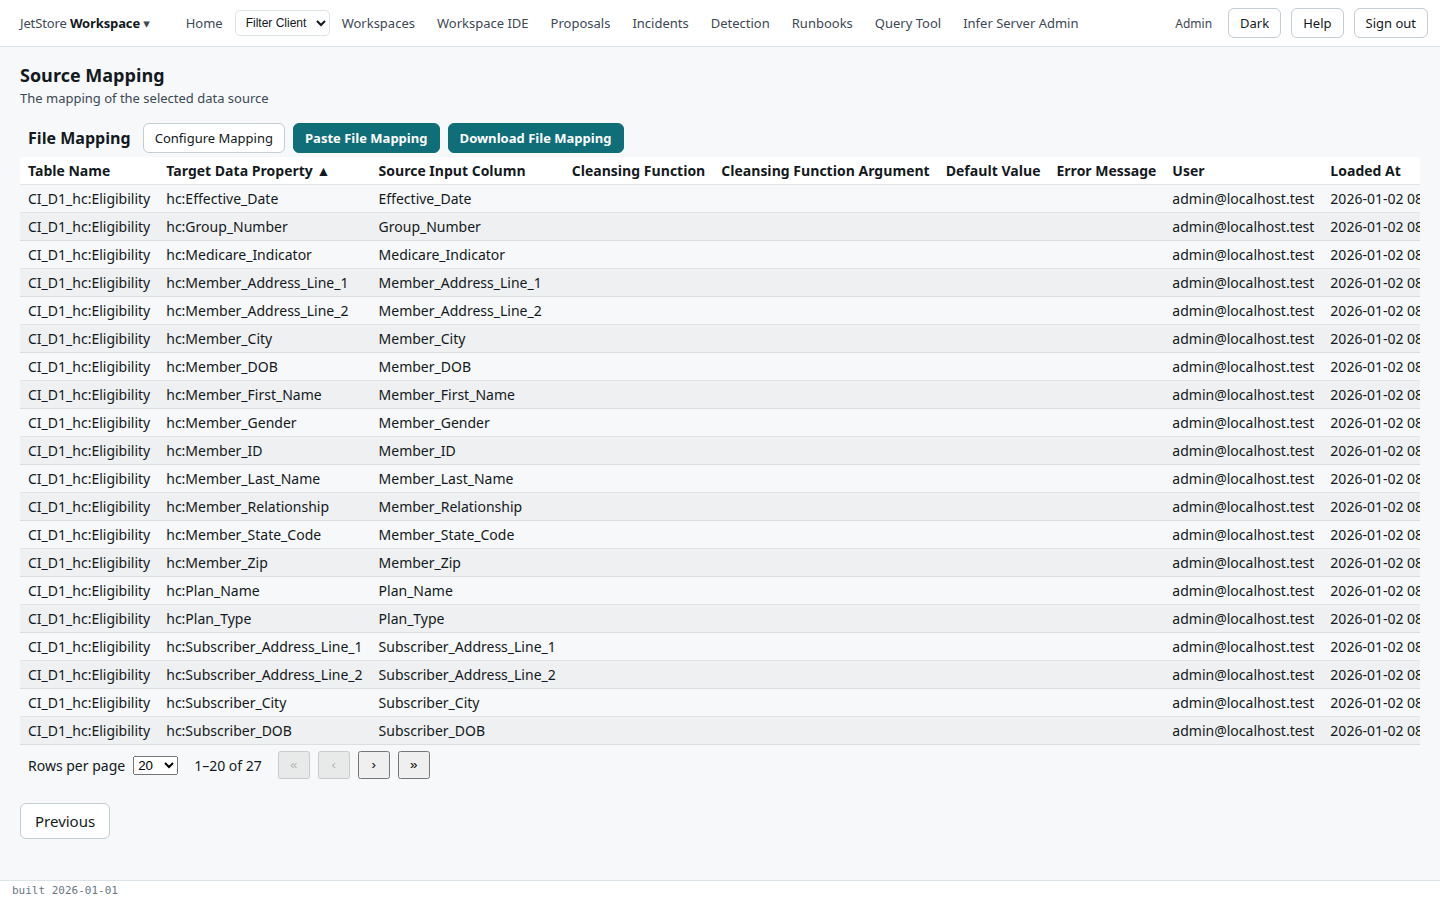 JetStore Workspace ▾ Home Filter Client Workspaces Workspace IDE Proposals Incidents Detection Runbooks Query Tool Infer Server Admin Admin Dark Help Sign out
Source Mapping
The mapping of the selected data source
File Mapping Configure Mapping Paste File Mapping Download File Mapping
Table Name Target Data Property ▲ Source Input Column Cleansing Function Cleansing Function Argument Default Value Error Message User Loaded At
CI_D1_hc:Eligibility hc:Effective_Date Effective_Date admin@localhost.test 2026-01-02 08
CI_D1_hc:Eligibility hc:Group_Number Group_Number admin@localhost.test 2026-01-02 08
CI_D1_hc:Eligibility hc:Medicare_Indicator Medicare_Indicator admin@localhost.test 2026-01-02 08
CI_D1_hc:Eligibility hc:Member_Address_Line_1 Member_Address_Line_1 admin@localhost.test 2026-01-02 08
CI_D1_hc:Eligibility hc:Member_Address_Line_2 Member_Address_Line_2 admin@localhost.test 2026-01-02 08
CI_D1_hc:Eligibility hc:Member_City Member_City admin@localhost.test 2026-01-02 08
CI_D1_hc:Eligibility hc:Member_DOB Member_DOB admin@localhost.test 2026-01-02 08
CI_D1_hc:Eligibility hc:Member_First_Name Member_First_Name admin@localhost.test 2026-01-02 08
CI_D1_hc:Eligibility hc:Member_Gender Member_Gender admin@localhost.test 2026-01-02 08
CI_D1_hc:Eligibility hc:Member_ID Member_ID admin@localhost.test 2026-01-02 08
CI_D1_hc:Eligibility hc:Member_Last_Name Member_Last_Name admin@localhost.test 2026-01-02 08
CI_D1_hc:Eligibility hc:Member_Relationship Member_Relationship admin@localhost.test 2026-01-02 08
CI_D1_hc:Eligibility hc:Member_State_Code Member_State_Code admin@localhost.test 2026-01-02 08
CI_D1_hc:Eligibility hc:Member_Zip Member_Zip admin@localhost.test 2026-01-02 08
CI_D1_hc:Eligibility hc:Plan_Name Plan_Name admin@localhost.test 2026-01-02 08
CI_D1_hc:Eligibility hc:Plan_Type Plan_Type admin@localhost.test 2026-01-02 08
CI_D1_hc:Eligibility hc:Subscriber_Address_Line_1 Subscriber_Address_Line_1 admin@localhost.test 2026-01-02 08
CI_D1_hc:Eligibility hc:Subscriber_Address_Line_2 Subscriber_Address_Line_2 admin@localhost.test 2026-01-02 08
CI_D1_hc:Eligibility hc:Subscriber_City Subscriber_City admin@localhost.test 2026-01-02 08
CI_D1_hc:Eligibility hc:Subscriber_DOB Subscriber_DOB admin@localhost.test 2026-01-02 08
Rows per page 20 1–20 of 27 « ‹ › »
Previous
built 2026-01-01